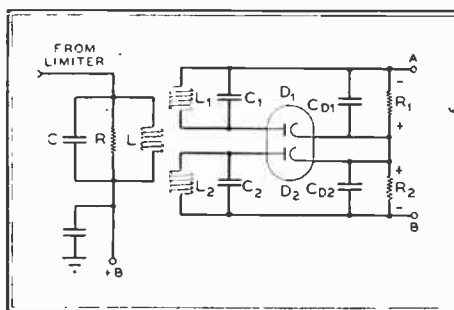 FROM
LIMITER
A
L1 C1 D1 CD1 − R1 +
C R L
L2 C2 D2 CD2 + R2 −
B
+B